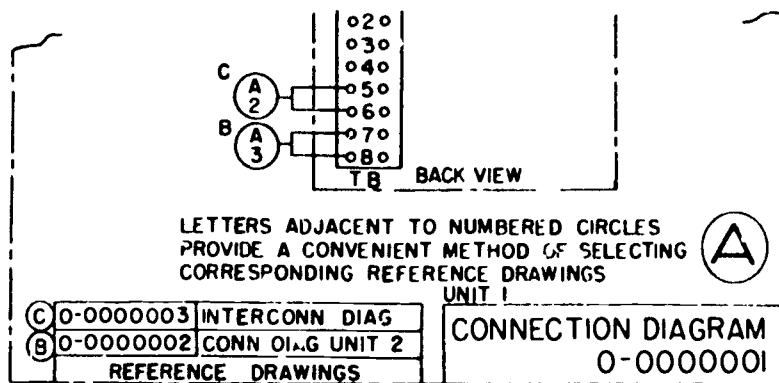 o2o
o3o
o4o
C
A
2
o5o
o6o
B
A
3
o7o
o8o
TB BACK VIEW
LETTERS ADJACENT TO NUMBERED CIRCLES
PROVIDE A CONVENIENT METHOD OF SELECTING
CORRESPONDING REFERENCE DRAWINGS
A
UNIT 1
C 0-0000003 INTERCONN DIAG
B 0-0000002 CONN DIAG UNIT 2
REFERENCE DRAWINGS
CONNECTION DIAGRAM
0-0000001